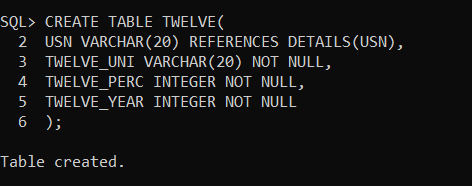 SQL> CREATE TABLE TWELVE(
2 USN VARCHAR(20) REFERENCES DETAILS(USN),
3 TWELVE_UNI VARCHAR(20) NOT NULL,
4 TWELVE_PERC INTEGER NOT NULL,
5 TWELVE_YEAR INTEGER NOT NULL
6 );
Table created.